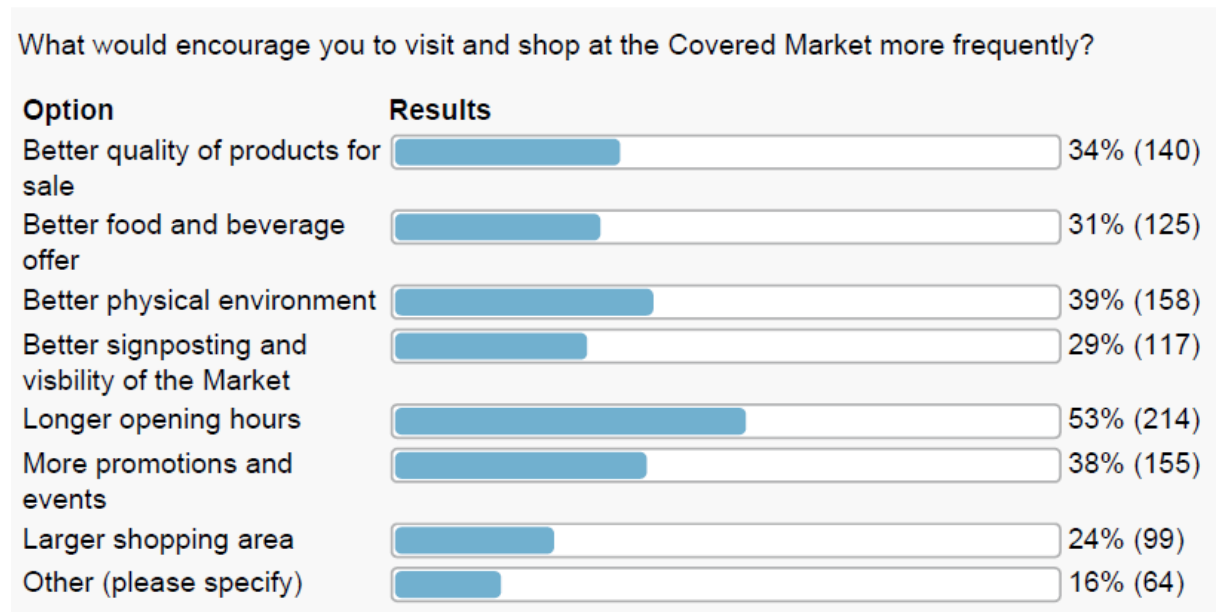 What would encourage you to visit and shop at the Covered Market more frequently?
Option Results
Better quality of products for sale 34% (140)
Better food and beverage offer 31% (125)
Better physical environment 39% (158)
Better signposting and visbility of the Market 29% (117)
Longer opening hours 53% (214)
More promotions and events 38% (155)
Larger shopping area 24% (99)
Other (please specify) 16% (64)